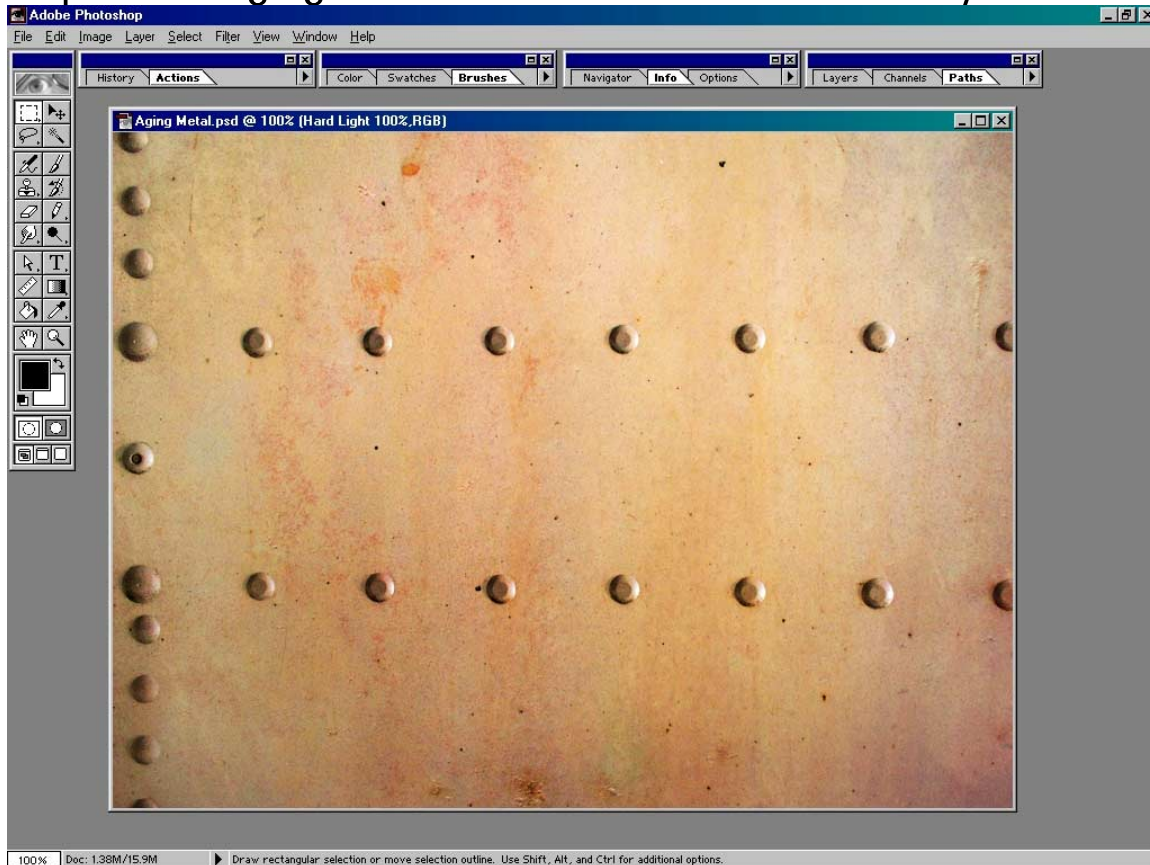 Adobe Photoshop
File Edit Image Layer Select Filter View Window Help
History Actions Color Swatches Brushes Navigator Info Options Layers Channels Paths
Aging Metal.psd @ 100% (Hard Light 100%,RGB)
T
100% Doc: 1.38M/15.9M Draw rectangular selection or move selection outline. Use Shift, Alt, and Ctrl for additional options.